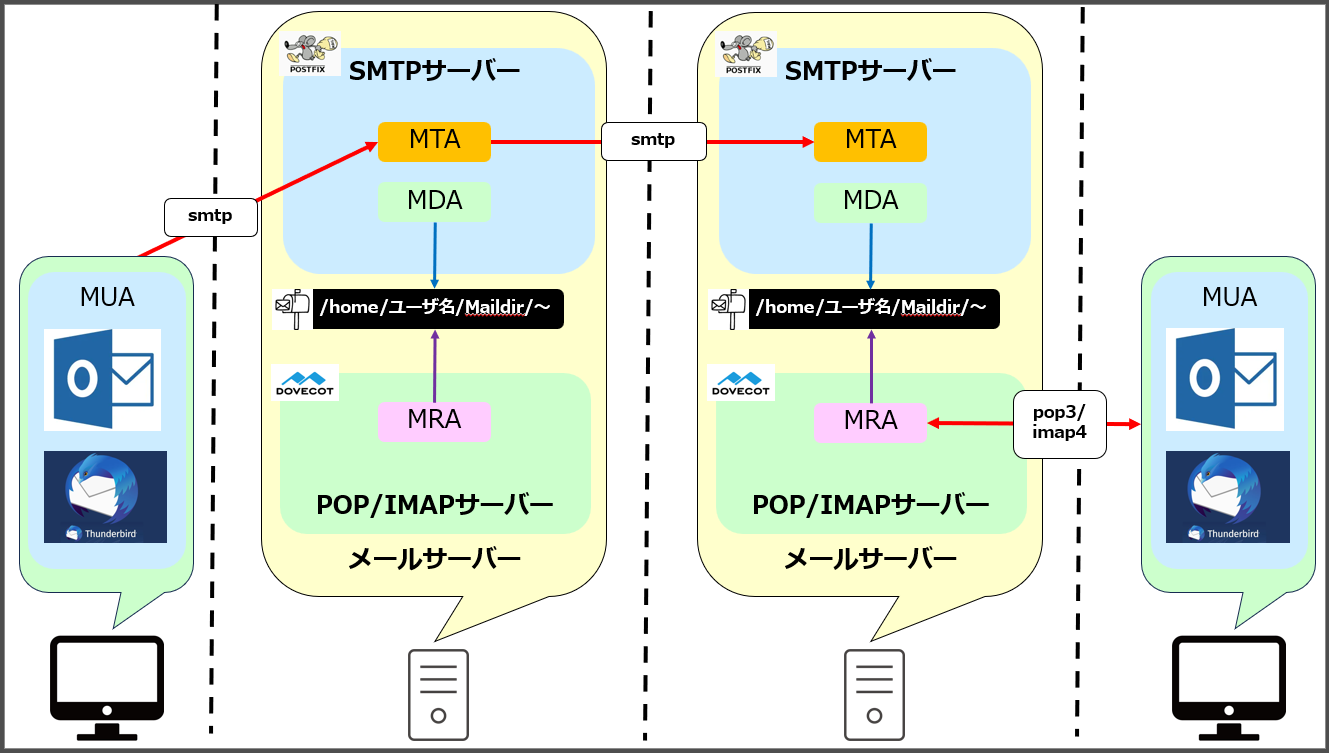 POSTFIX
SMTPサーバー
MTA
MDA
smtp
/home/ユーザ名/Maildir/～
DOVECOT
MRA
POP/IMAPサーバー
メールサーバー
MUA
Thunderbird
smtp
POSTFIX
SMTPサーバー
MTA
MDA
/home/ユーザ名/Maildir/～
DOVECOT
MRA
POP/IMAPサーバー
メールサーバー
pop3/
imap4
MUA
Thunderbird